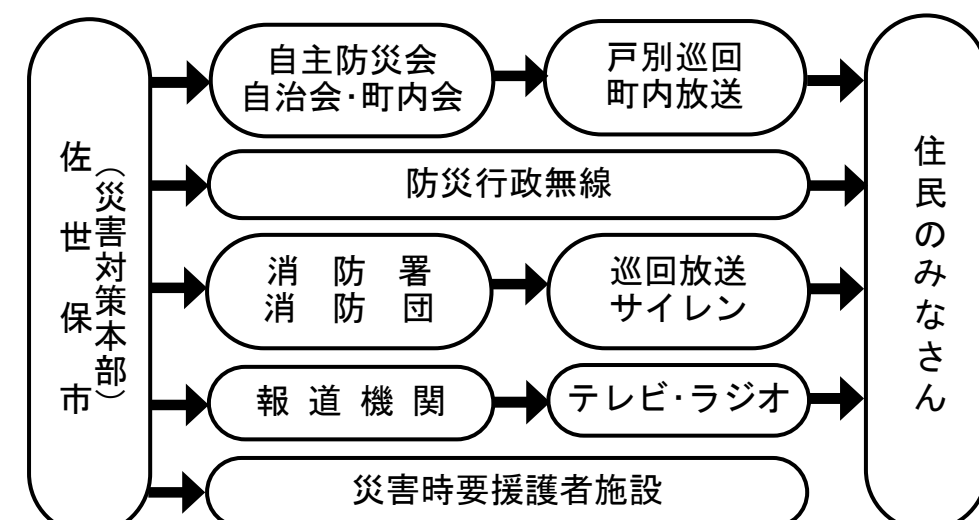 佐世保市
（災害対策本部）
自主防災会
自治会・町内会
戸別巡回
町内放送
防災行政無線
消防署
消防団
巡回放送
サイレン
報道機関
テレビ・ラジオ
災害時要援護者施設
住民のみなさん